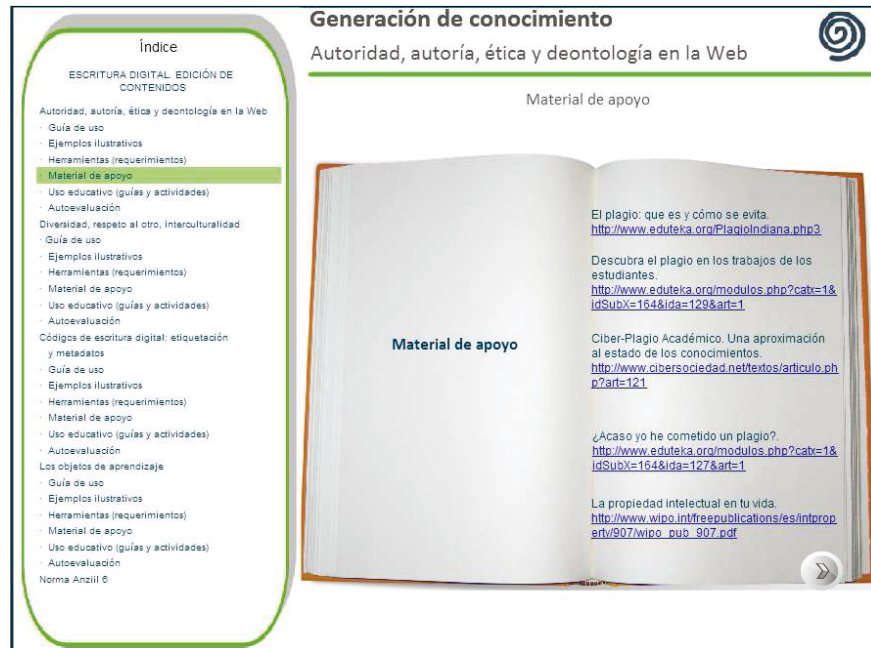 Generación de conocimiento
Autoridad, autoría, ética y deontología en la Web
Índice
ESCRITURA DIGITAL. EDICIÓN DE
CONTENIDOS
Autoridad, autoría, ética y deontología en la Web
· Guía de uso
· Ejemplos ilustrativos
· Herramientas (requerimientos)
· Material de apoyo
· Uso educativo (guías y actividades)
· Autoevaluación
Diversidad, respeto al otro, interculturalidad
· Guía de uso
· Ejemplos ilustrativos
· Herramientas (requerimientos)
· Material de apoyo
· Uso educativo (guías y actividades)
· Autoevaluación
Códigos de escritura digital: etiquetación
y metadatos
· Guía de uso
· Ejemplos ilustrativos
· Herramientas (requerimientos)
· Material de apoyo
· Uso educativo (guías y actividades)
· Autoevaluación
Los objetos de aprendizaje
· Guía de uso
· Ejemplos ilustrativos
· Herramientas (requerimientos)
· Material de apoyo
· Uso educativo (guías y actividades)
· Autoevaluación
Norma Anziil 6
Material de apoyo
Material de apoyo
El plagio: que es y cómo se evita.
http://www.eduteka.org/PlagioIndiana.php3
Descubra el plagio en los trabajos de los
estudiantes.
http://www.eduteka.org/modulos.php?catx=1&
idSubX=164&ida=129&art=1
Ciber-Plagio Académico. Una aproximación
al estado de los conocimientos.
http://www.cibersociedad.net/textos/articulo.ph
p?art=121
¿Acaso yo he cometido un plagio?.
http://www.eduteka.org/modulos.php?catx=1&
idSubX=164&ida=127&art=1
La propiedad intelectual en tu vida.
http://www.wipo.int/freepublications/es/intprop
erty/907/wipo_pub_907.pdf